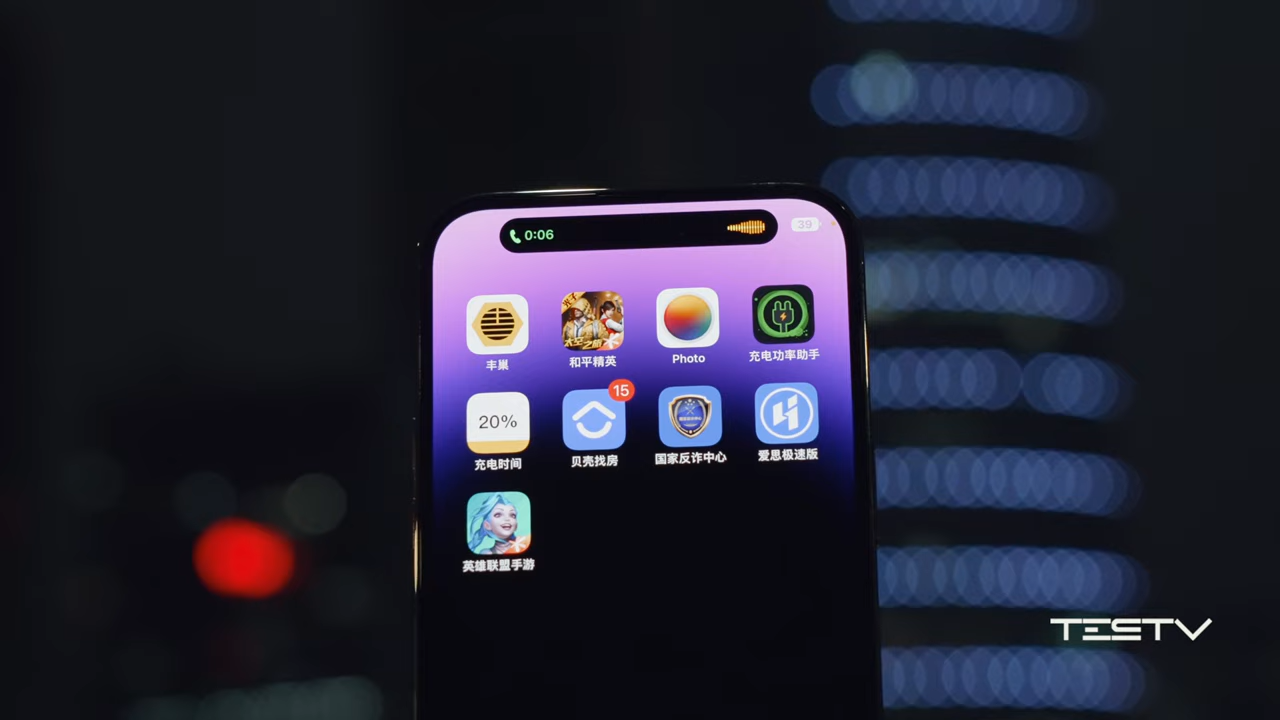 0:06
39
丰巢
和平精英
Photo
充电功率助手
20%
充电时间
15
贝壳找房
国家反诈中心
爱思极速版
英雄联盟手游
TESTV